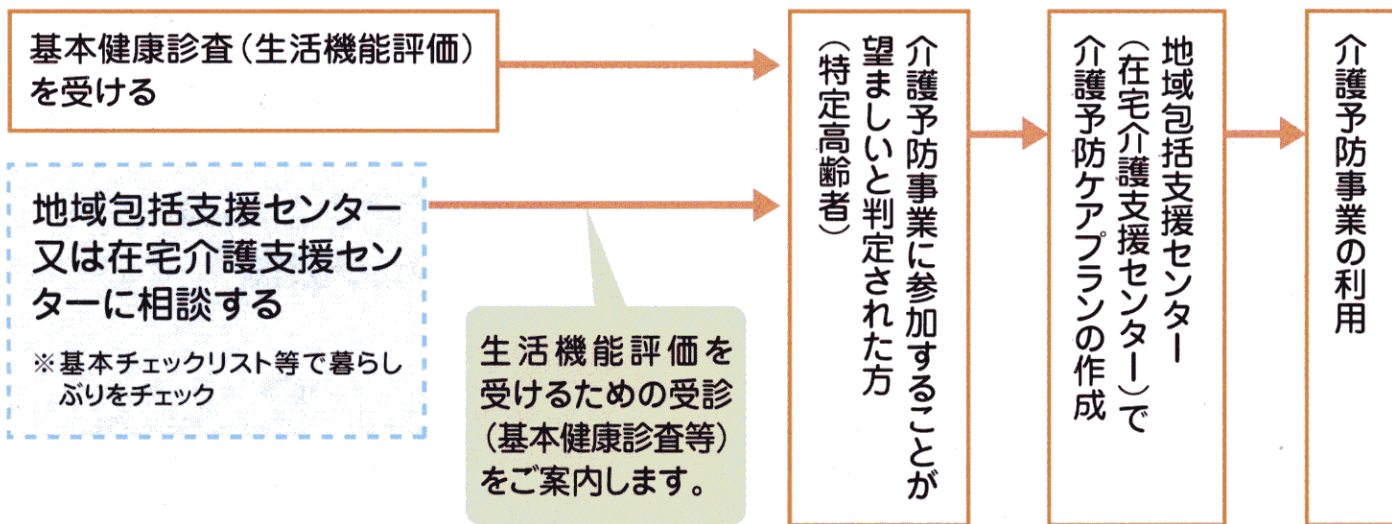 基本健康診査（生活機能評価）
を受ける
地域包括支援センター
又は在宅介護支援セン
ターに相談する
※基本チェックリスト等で暮らし
ぶりをチェック
生活機能評価を
受けるための受診
（基本健康診査等）
をご案内します。
介護予防事業に参加することが
望ましいと判定された方
（特定高齢者）
地域包括支援センター
（在宅介護支援センター）で
介護予防ケアプランの作成
介護予防事業の利用